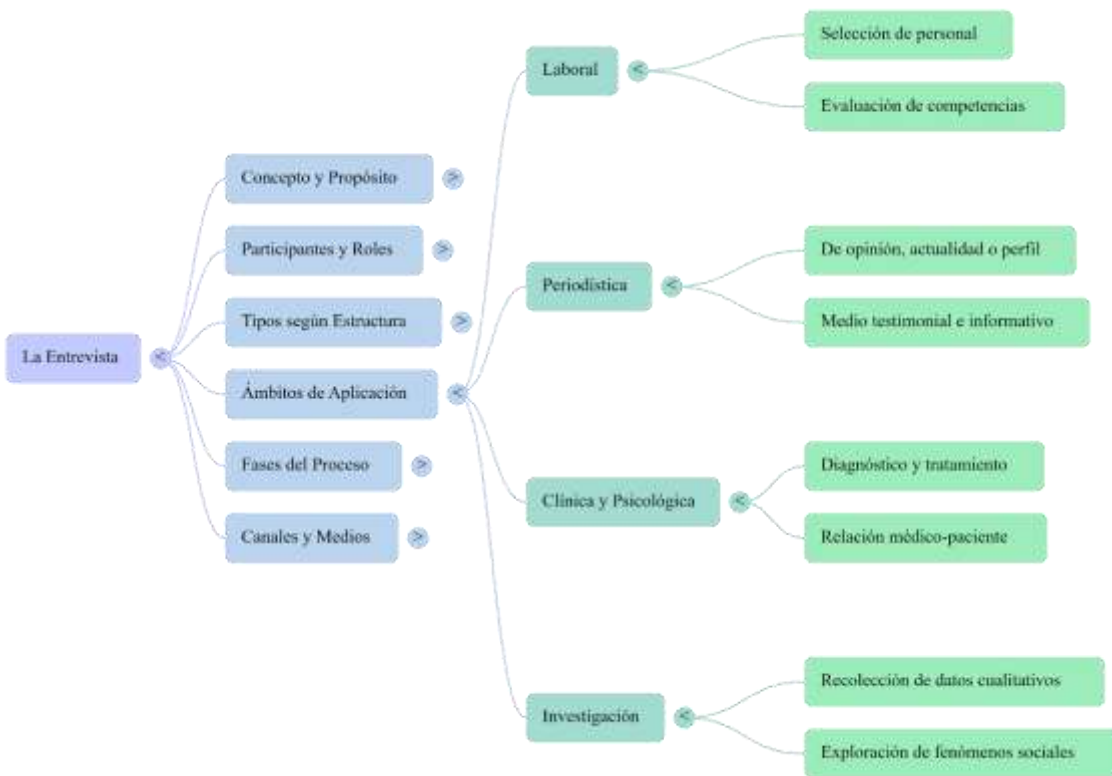 La Entrevista
Concepto y Propósito
>
Participantes y Roles
>
Tipos según Estructura
>
Ámbitos de Aplicación
<
Fases del Proceso
>
Canales y Medios
>
<
Laboral
<
Selección de personal
Evaluación de competencias
Periodística
<
De opinión, actualidad o perfil
Medio testimonial e informativo
Clínica y Psicológica
<
Diagnóstico y tratamiento
Relación médico-paciente
Investigación
<
Recolección de datos cualitativos
Exploración de fenómenos sociales